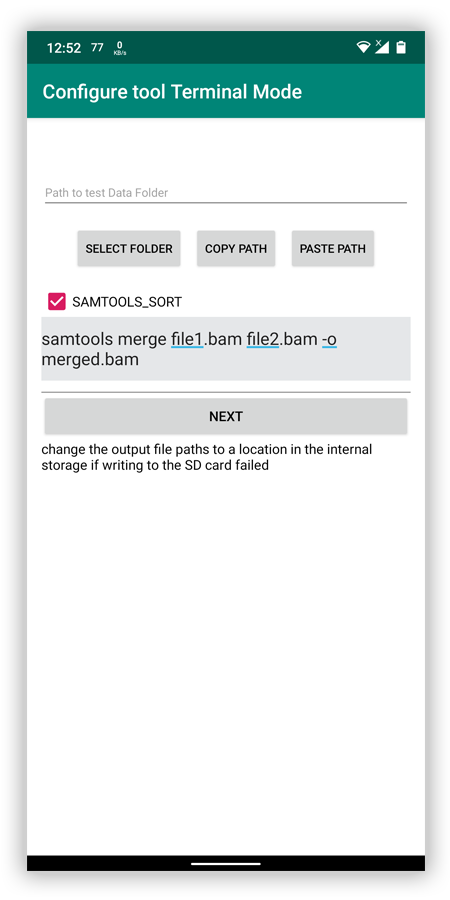 12:52 77 0 KB/s
Configure tool Terminal Mode
Path to test Data Folder
SELECT FOLDER COPY PATH PASTE PATH
SAMTOOLS_SORT
samtools merge file1.bam file2.bam -o
merged.bam
NEXT
change the output file paths to a location in the internal
storage if writing to the SD card failed